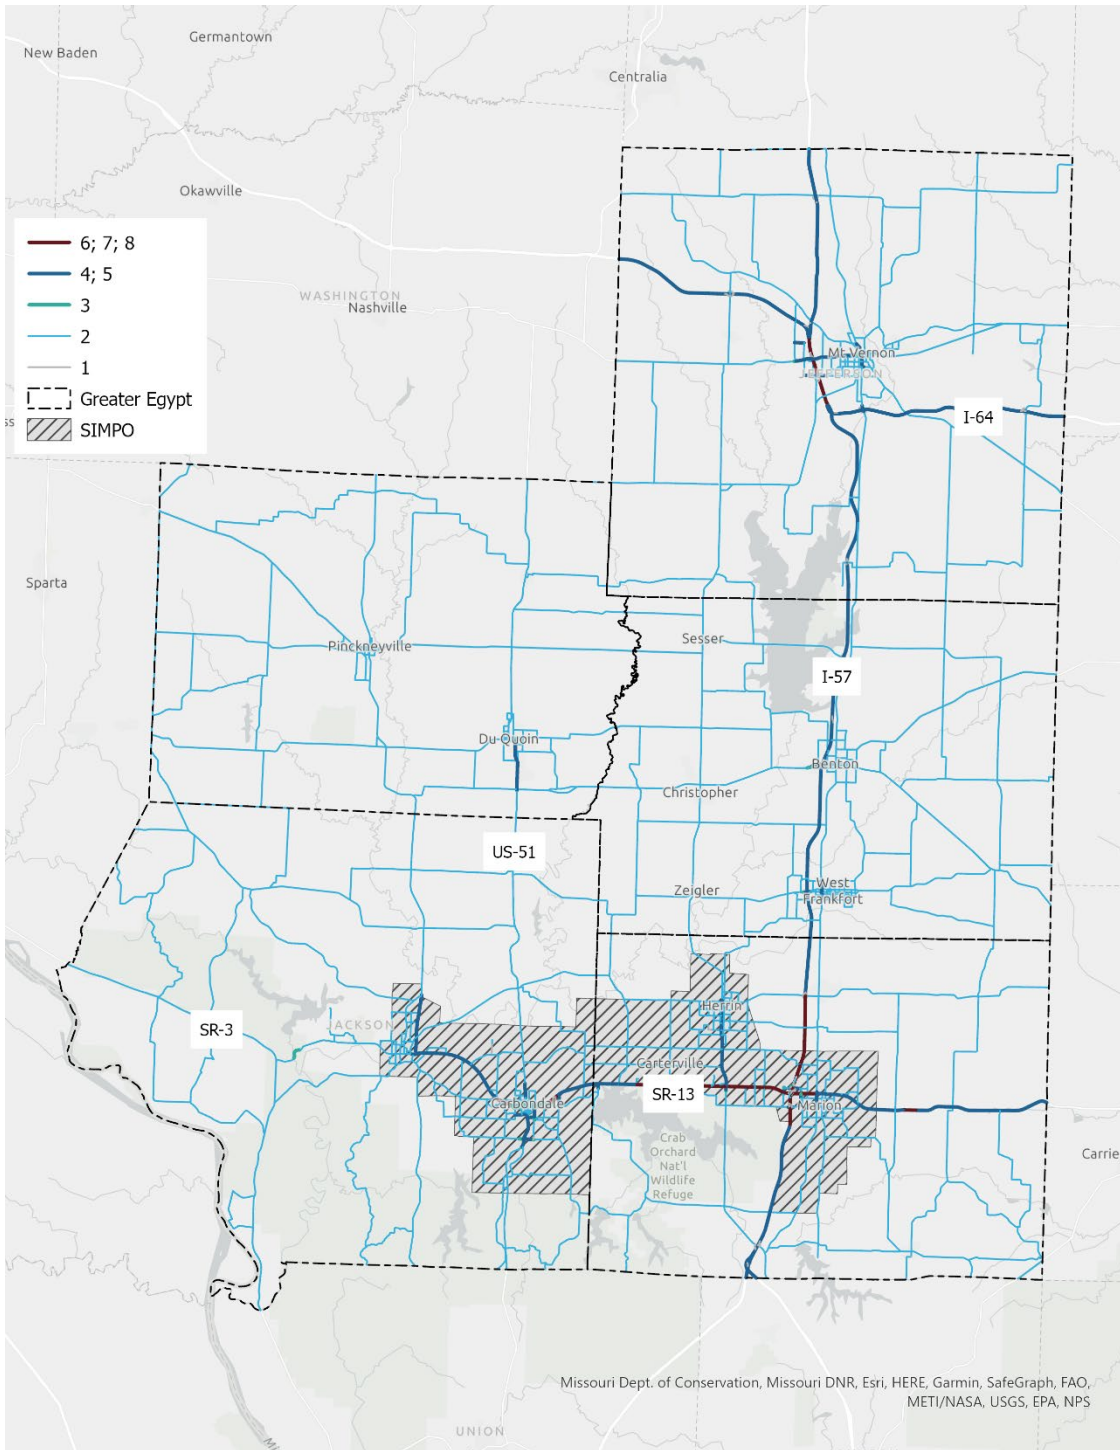 Germantown
New Baden
Centralia
Okawville
6; 7; 8
4; 5
3
2
1
Greater Egypt
SIMPO
WASHINGTON
Nashville
Mt Vernon
JEFFERSON
I-64
ss
Sparta
Pinckneyville
Sesser
I-57
Du Quoin
Benton
Christopher
US-51
Zeigler
West
Frankfort
SR-3
JACKSON
Herrin
Carterville
SR-13
Carbondale
Marion
Crab
Orchard
Nat'l
Wildlife
Refuge
Carrie
Missouri Dept. of Conservation, Missouri DNR, Esri, HERE, Garmin, SafeGraph, FAO,
METI/NASA, USGS, EPA, NPS
UNION